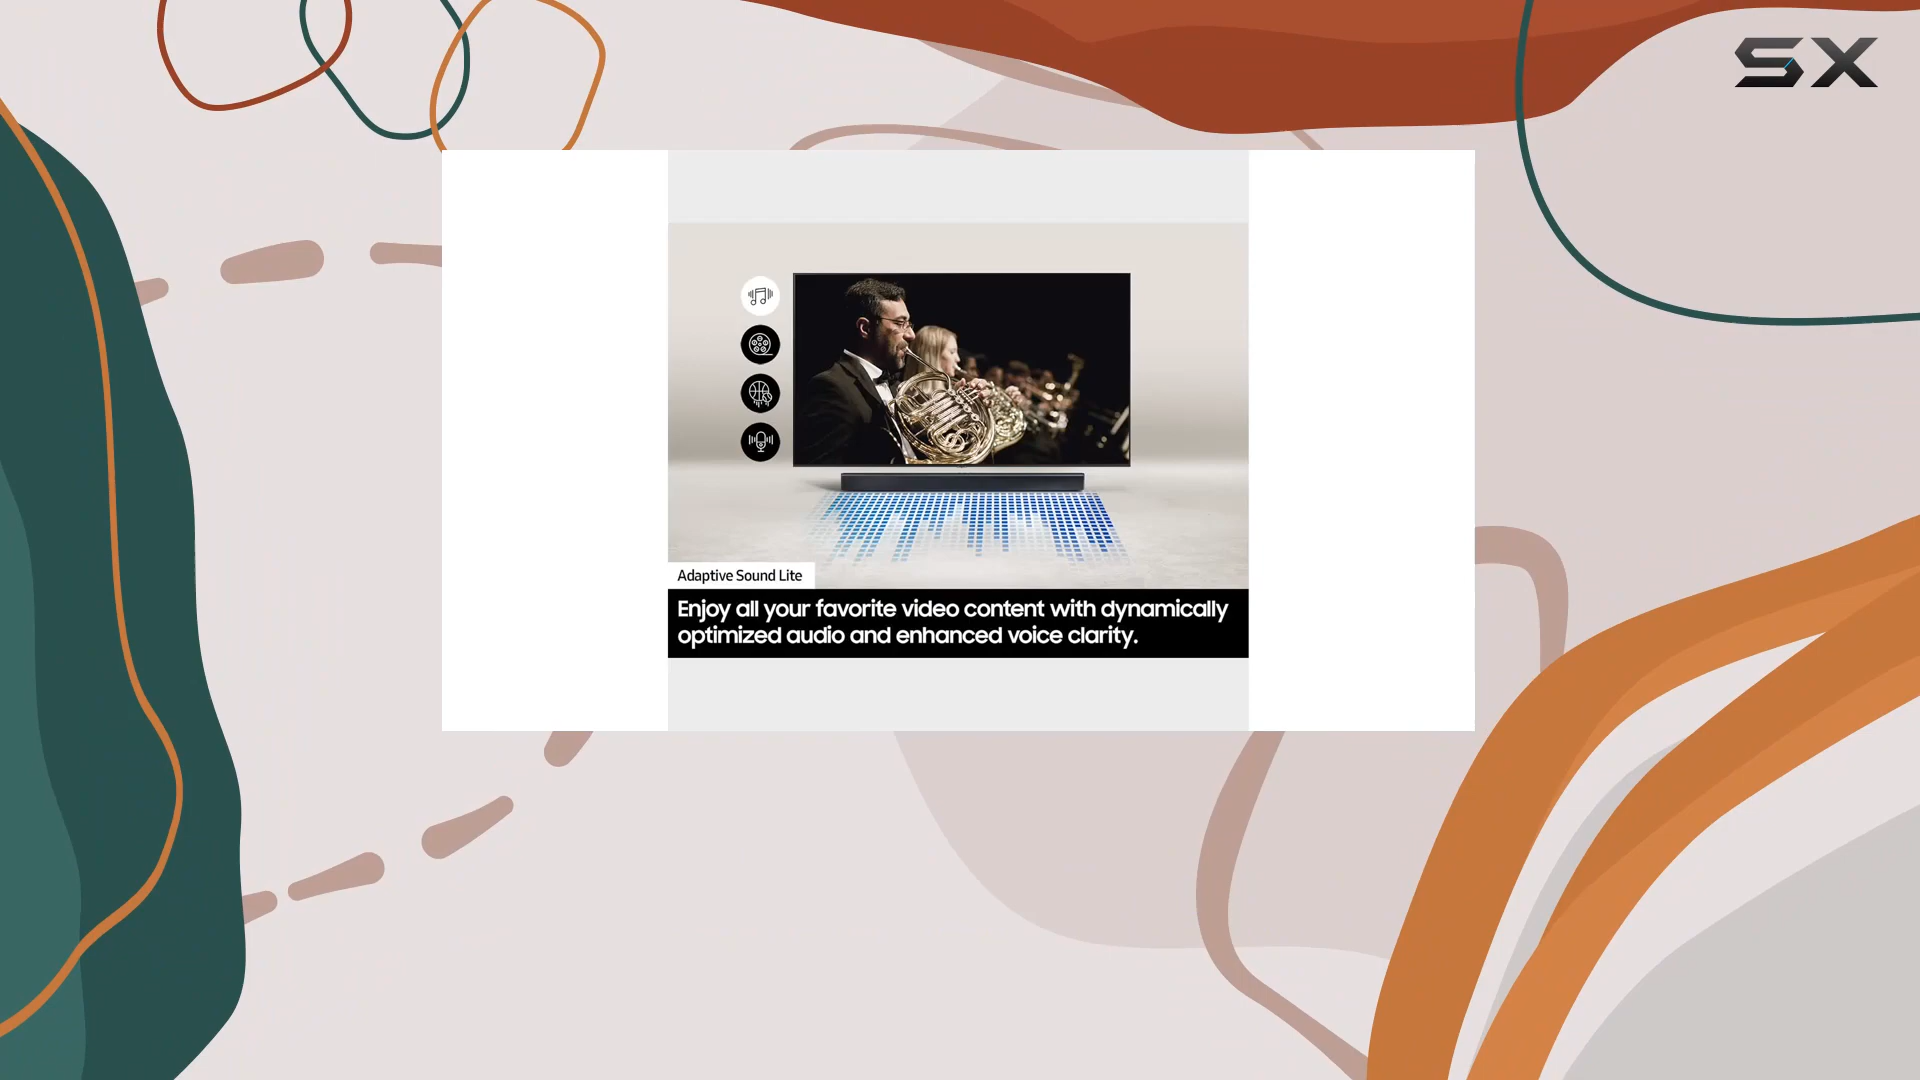 SX
Adaptive Sound Lite
Enjoy all your favorite video content with dynamically
optimized audio and enhanced voice clarity.